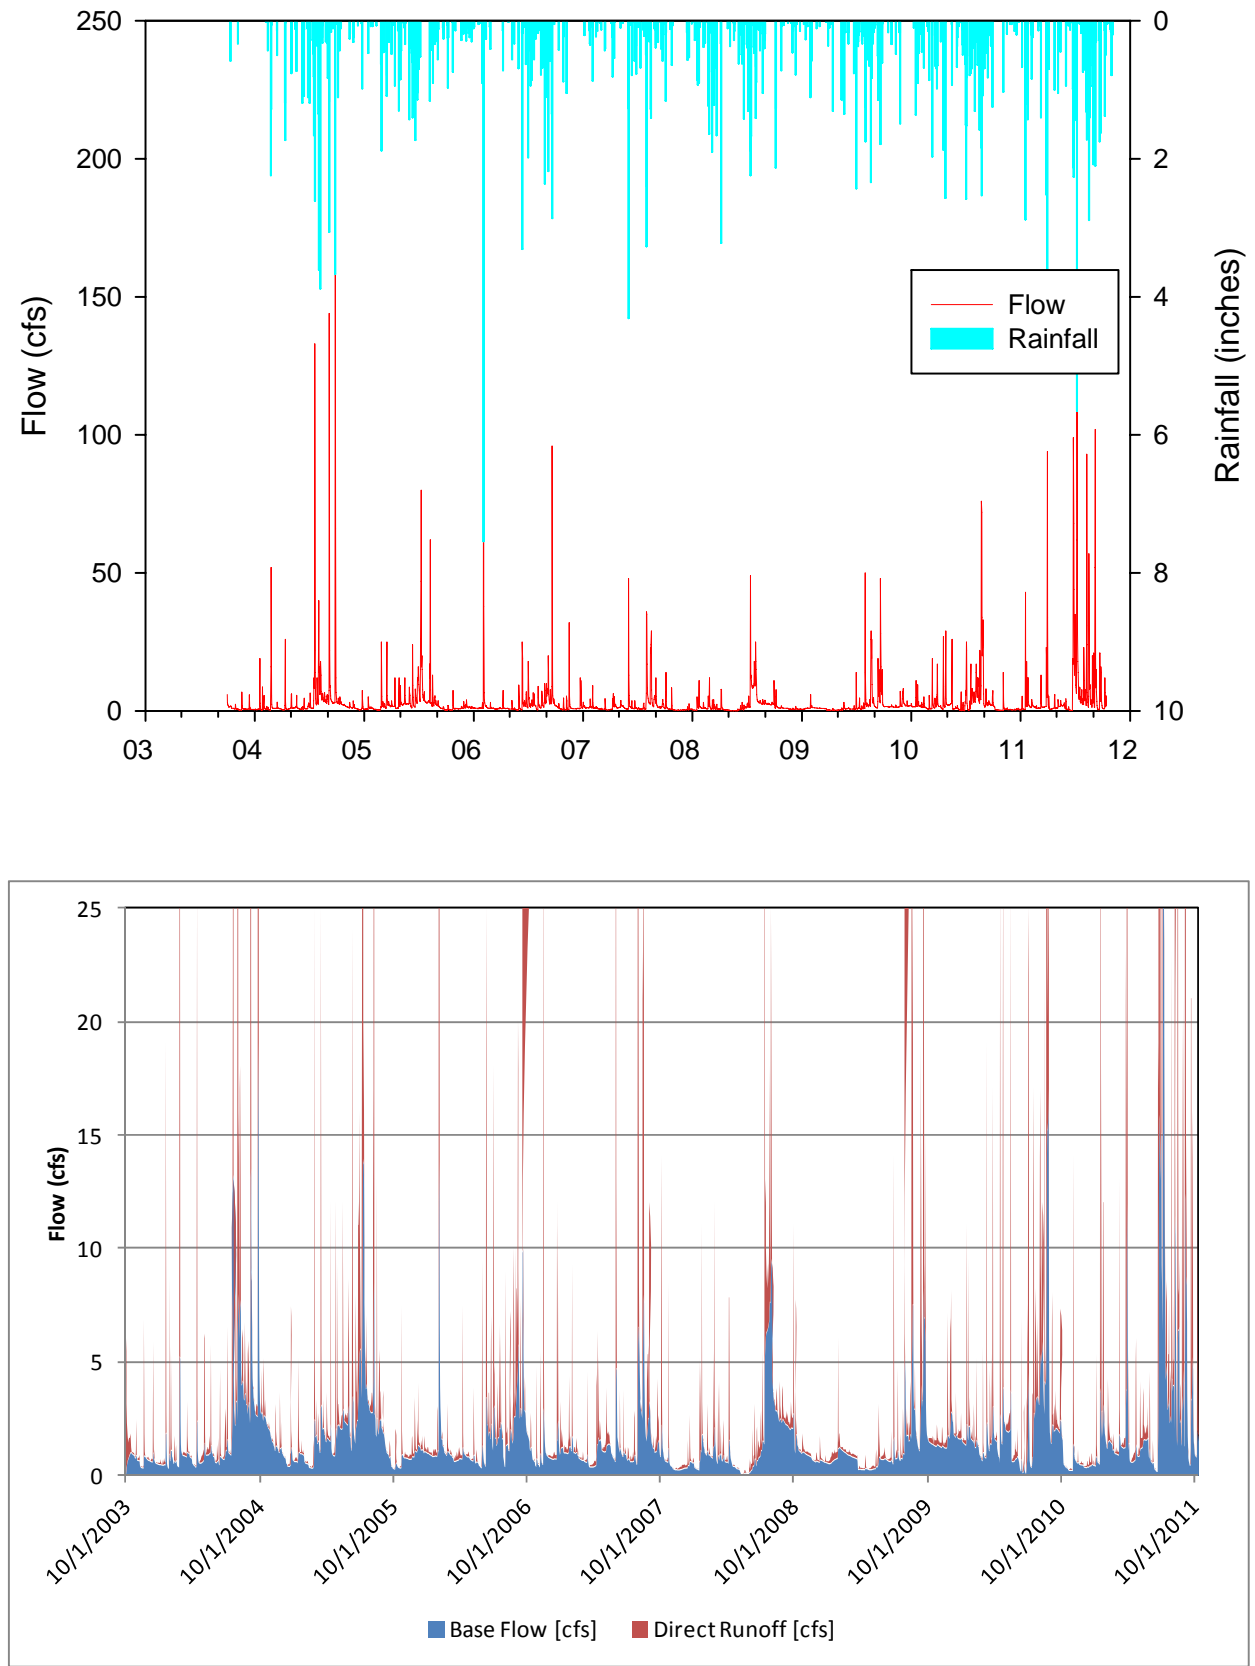 250
200
150
100
50
0
Flow (cfs)
0
2
4
6
8
10
Rainfall (inches)
Flow
Rainfall
03 04 05 06 07 08 09 10 11 12
25
20
15
10
5
0
Flow (cfs)
10/1/2003 10/1/2004 10/1/2005 10/1/2006 10/1/2007 10/1/2008 10/1/2009 10/1/2010 10/1/2011
Base Flow [cfs] Direct Runoff [cfs]